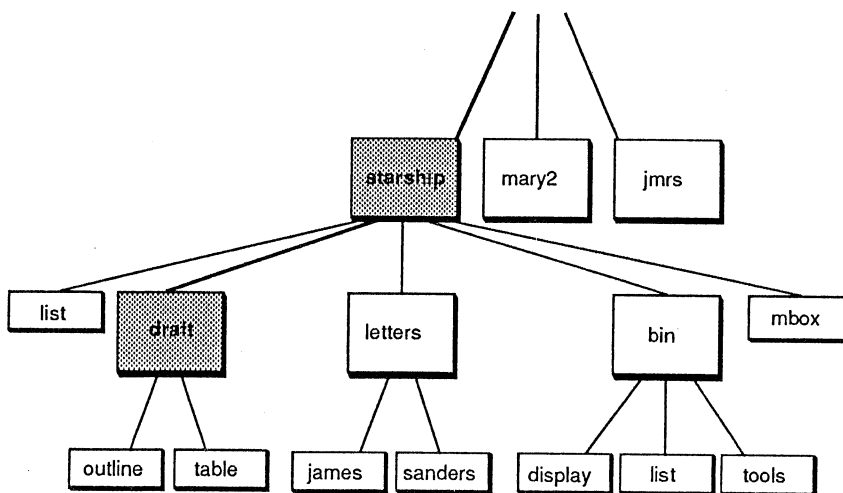 starship
mary2
jmrs
list
draft
letters
bin
mbox
outline
table
james
sanders
display
list
tools